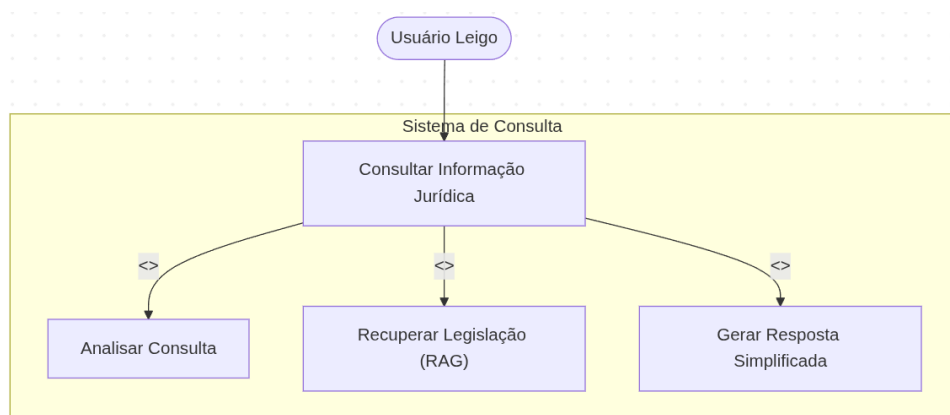 Usuário Leigo
Sistema de Consulta
Consultar Informação
Jurídica
<>
<>
<>
Analisar Consulta
Recuperar Legislação
(RAG)
Gerar Resposta
Simplificada